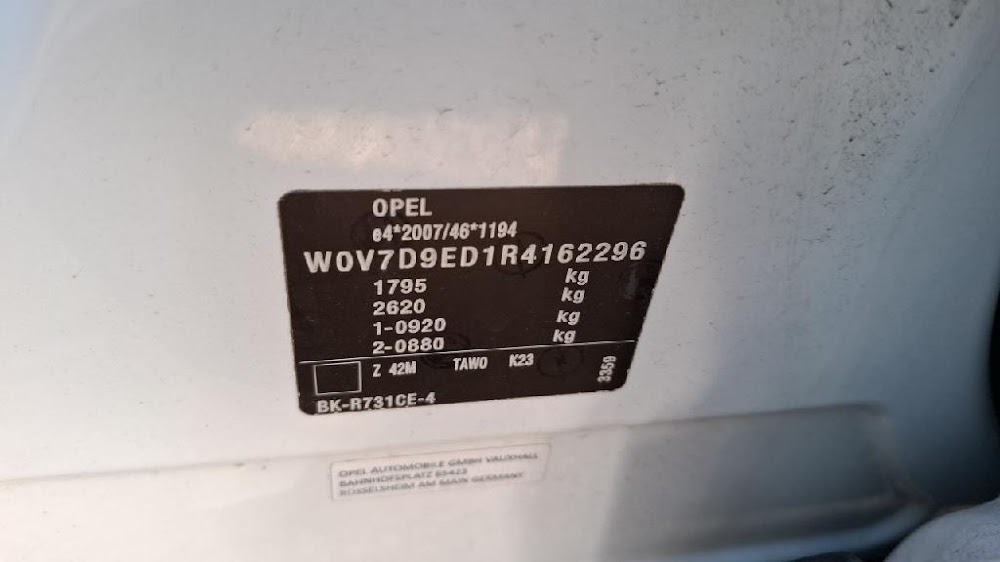 OPEL
e4*2007/46*1194
W0V7D9ED1R4162296
1795 kg
2620 kg
1-0920 kg
2-0880 kg
Z 42M TAWO K23
3359
BK-R731CE-4
OPEL AUTOMOBILE GMBH VAUXHALL
BAHNHOFSPLATZ 65423
RÜSSELSHEIM AM MAIN GERMANY